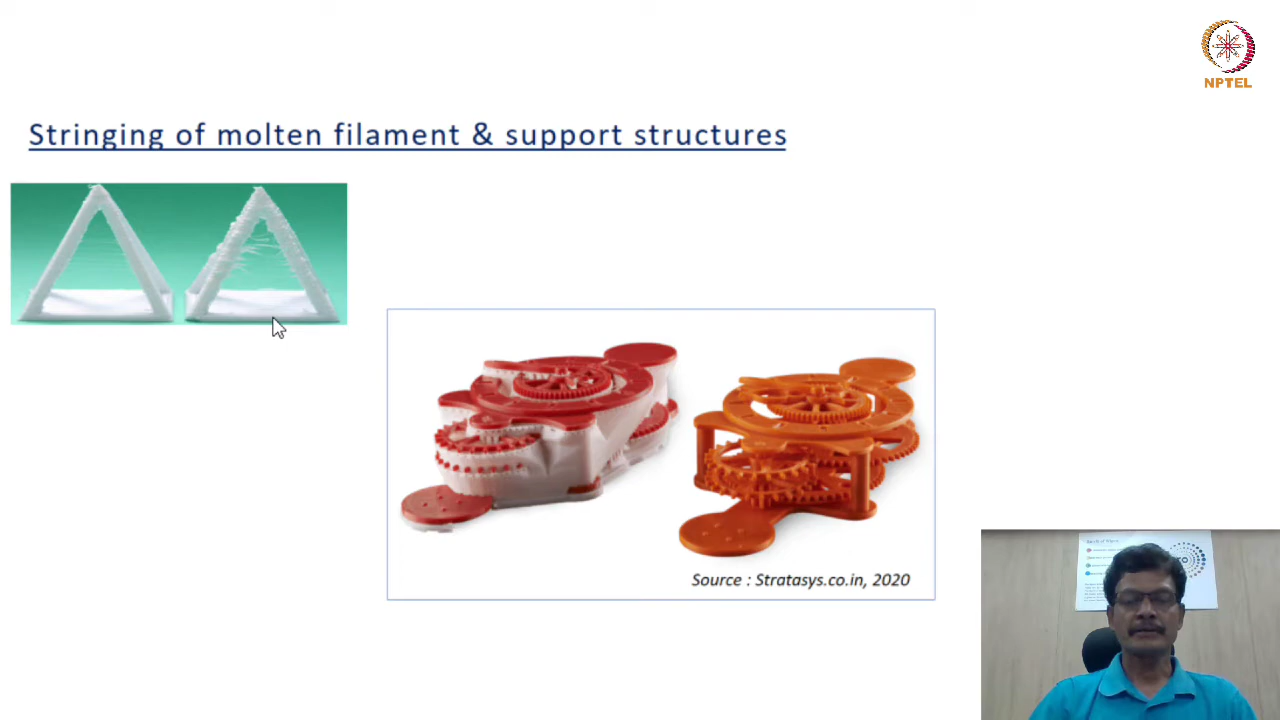 NPTEL
Stringing of molten filament & support structures
Source : Stratasys.co.in, 2020